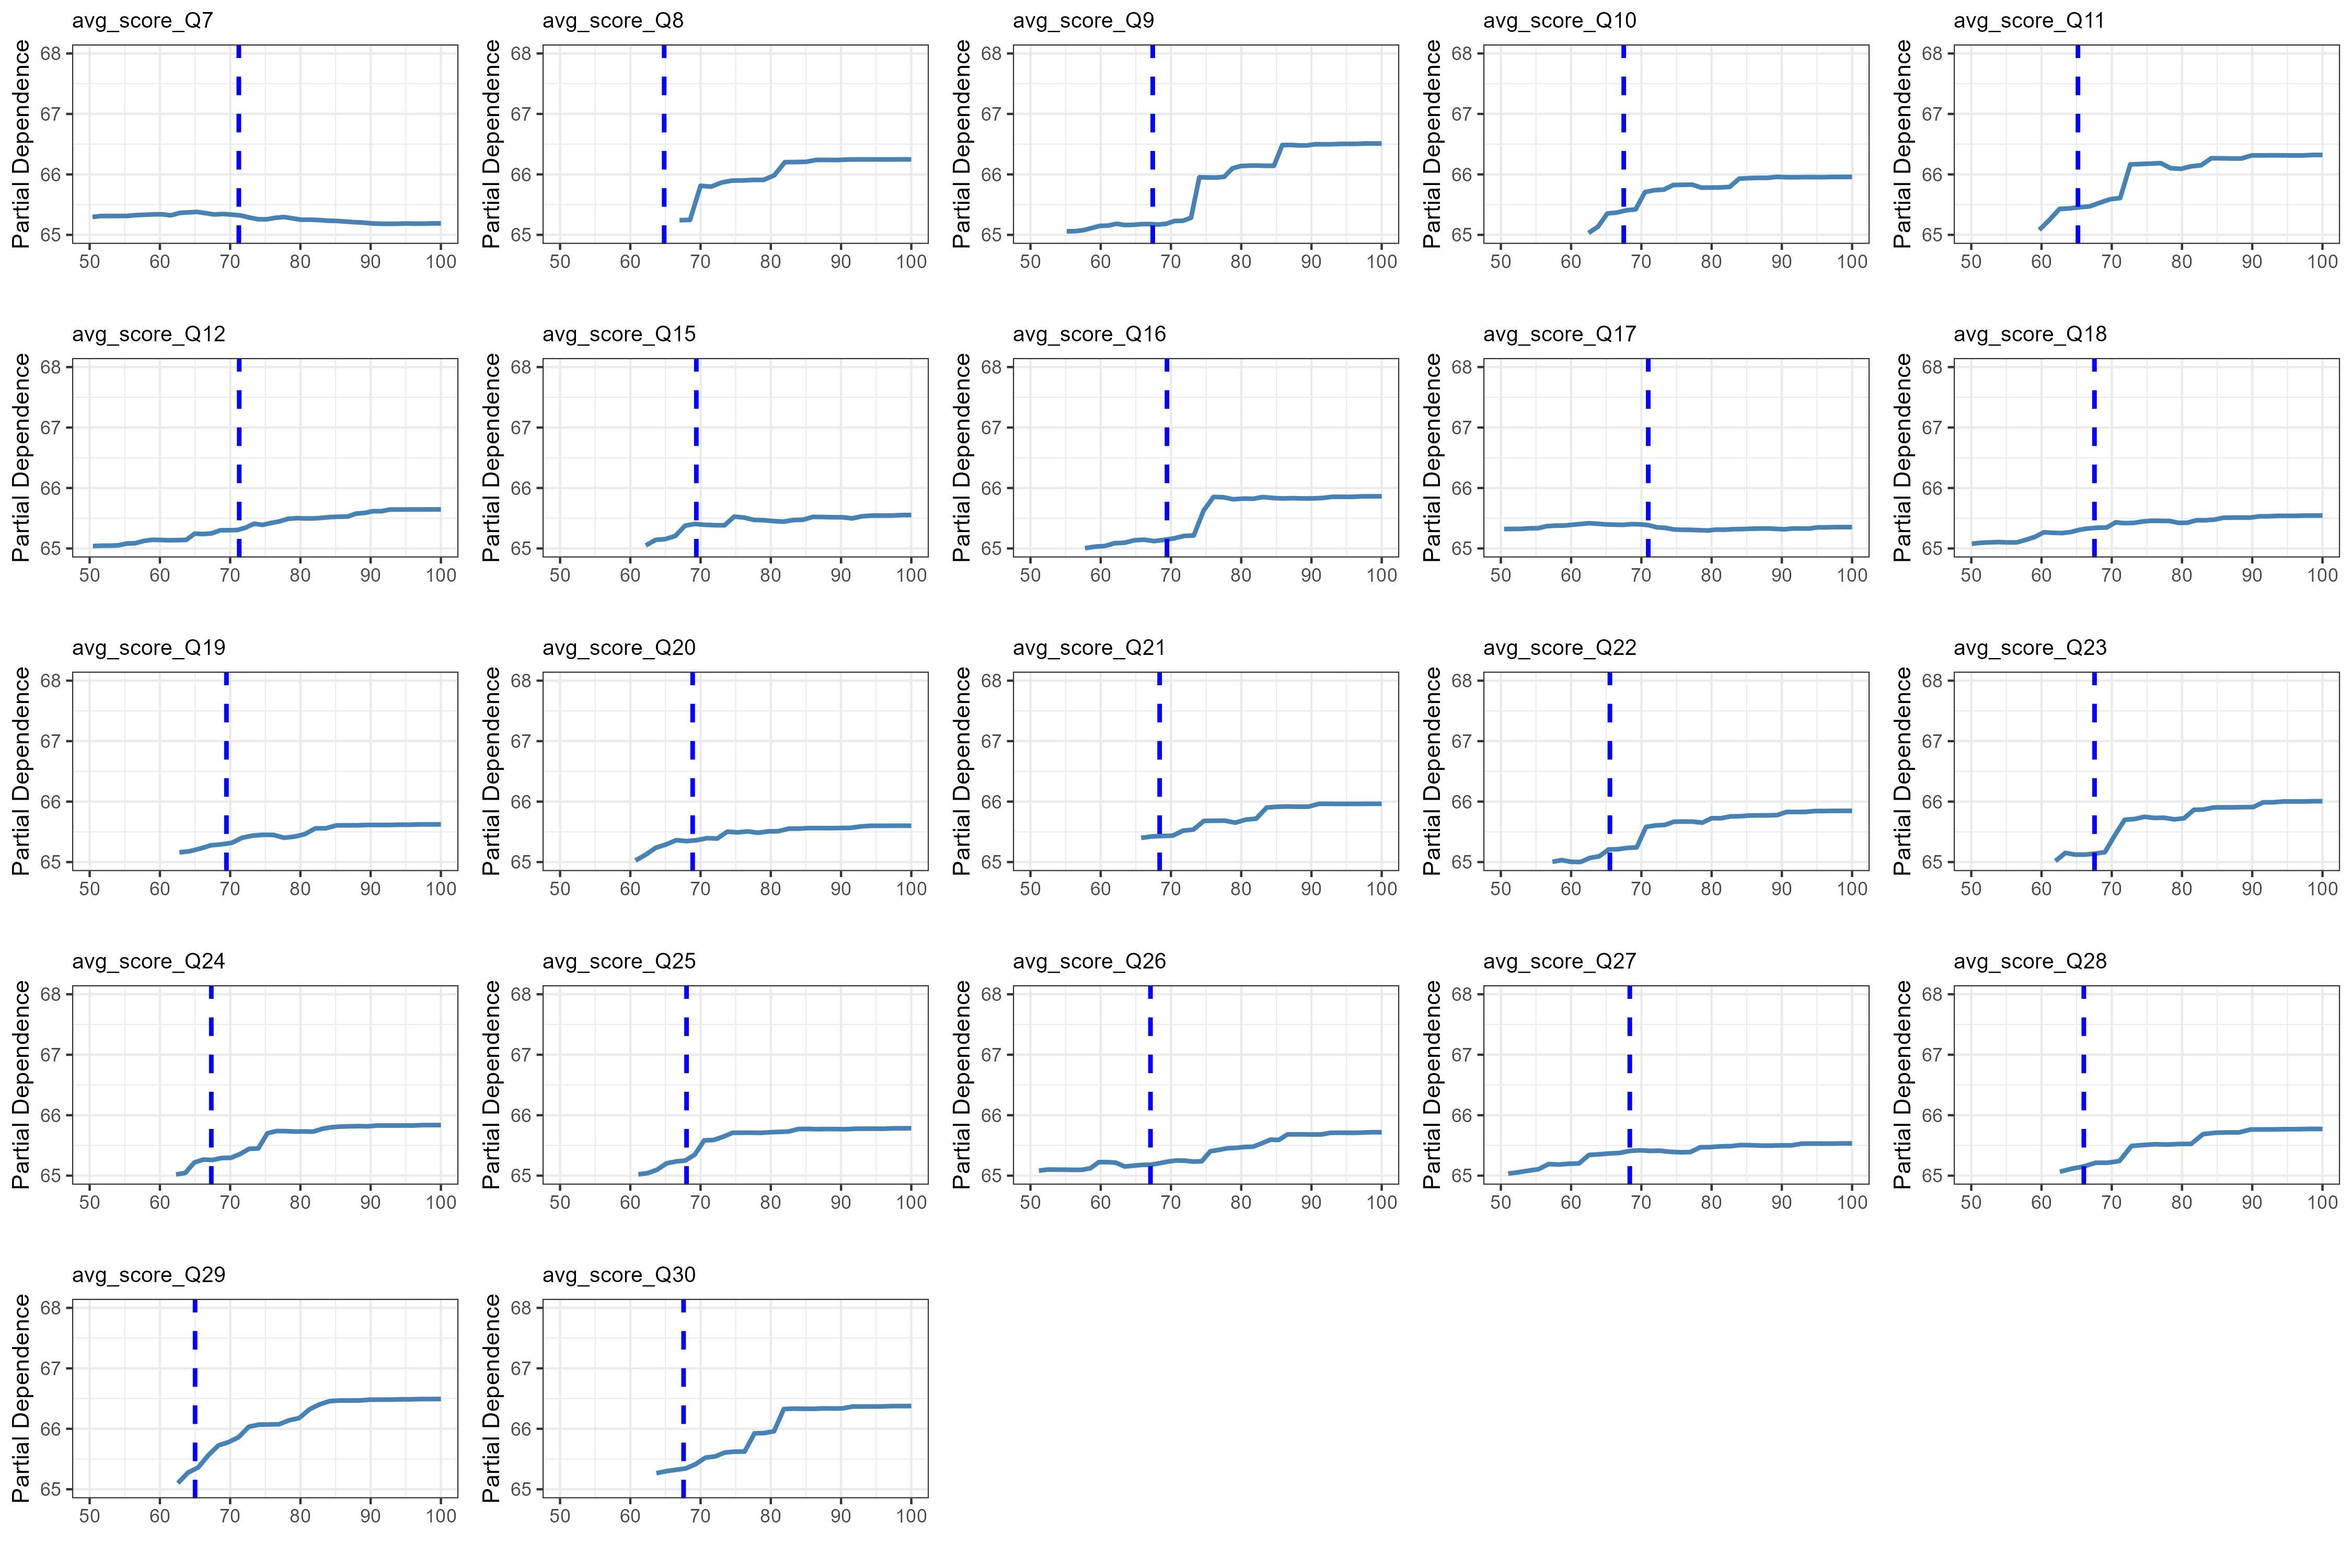 avg_score_Q7 avg_score_Q8 avg_score_Q9 avg_score_Q10 avg_score_Q11
Partial Dependence Partial Dependence Partial Dependence Partial Dependence Partial Dependence
68 68 68 68 68
67 67 67 67 67
66 66 66 66 66
65 65 65 65 65
50 60 70 80 90 100 50 60 70 80 90 100 50 60 70 80 90 100 50 60 70 80 90 100 50 60 70 80 90 100
avg_score_Q12 avg_score_Q15 avg_score_Q16 avg_score_Q17 avg_score_Q18
Partial Dependence Partial Dependence Partial Dependence Partial Dependence Partial Dependence
68 68 68 68 68
67 67 67 67 67
66 66 66 66 66
65 65 65 65 65
50 60 70 80 90 100 50 60 70 80 90 100 50 60 70 80 90 100 50 60 70 80 90 100 50 60 70 80 90 100
avg_score_Q19 avg_score_Q20 avg_score_Q21 avg_score_Q22 avg_score_Q23
Partial Dependence Partial Dependence Partial Dependence Partial Dependence Partial Dependence
68 68 68 68 68
67 67 67 67 67
66 66 66 66 66
65 65 65 65 65
50 60 70 80 90 100 50 60 70 80 90 100 50 60 70 80 90 100 50 60 70 80 90 100 50 60 70 80 90 100
avg_score_Q24 avg_score_Q25 avg_score_Q26 avg_score_Q27 avg_score_Q28
Partial Dependence Partial Dependence Partial Dependence Partial Dependence Partial Dependence
68 68 68 68 68
67 67 67 67 67
66 66 66 66 66
65 65 65 65 65
50 60 70 80 90 100 50 60 70 80 90 100 50 60 70 80 90 100 50 60 70 80 90 100 50 60 70 80 90 100
avg_score_Q29 avg_score_Q30
Partial Dependence Partial Dependence
68 68
67 67
66 66
65 65
50 60 70 80 90 100 50 60 70 80 90 100